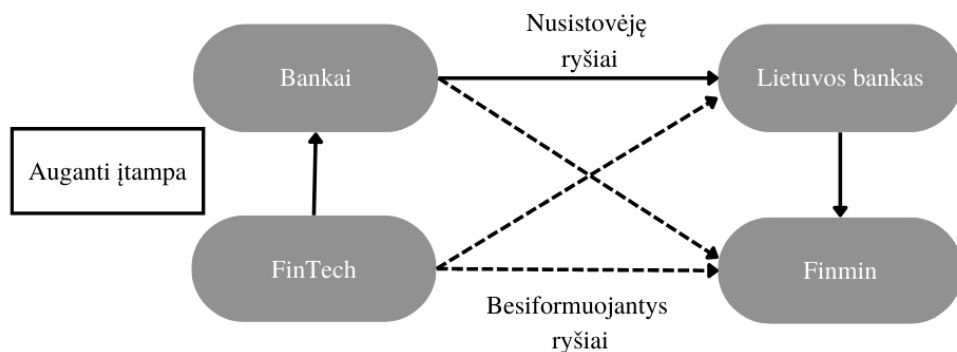 Nusistovėję
ryšiai
Bankai
Lietuvos bankas
Auganti įtampa
FinTech
Finmin
Besiformuojantys
ryšiai